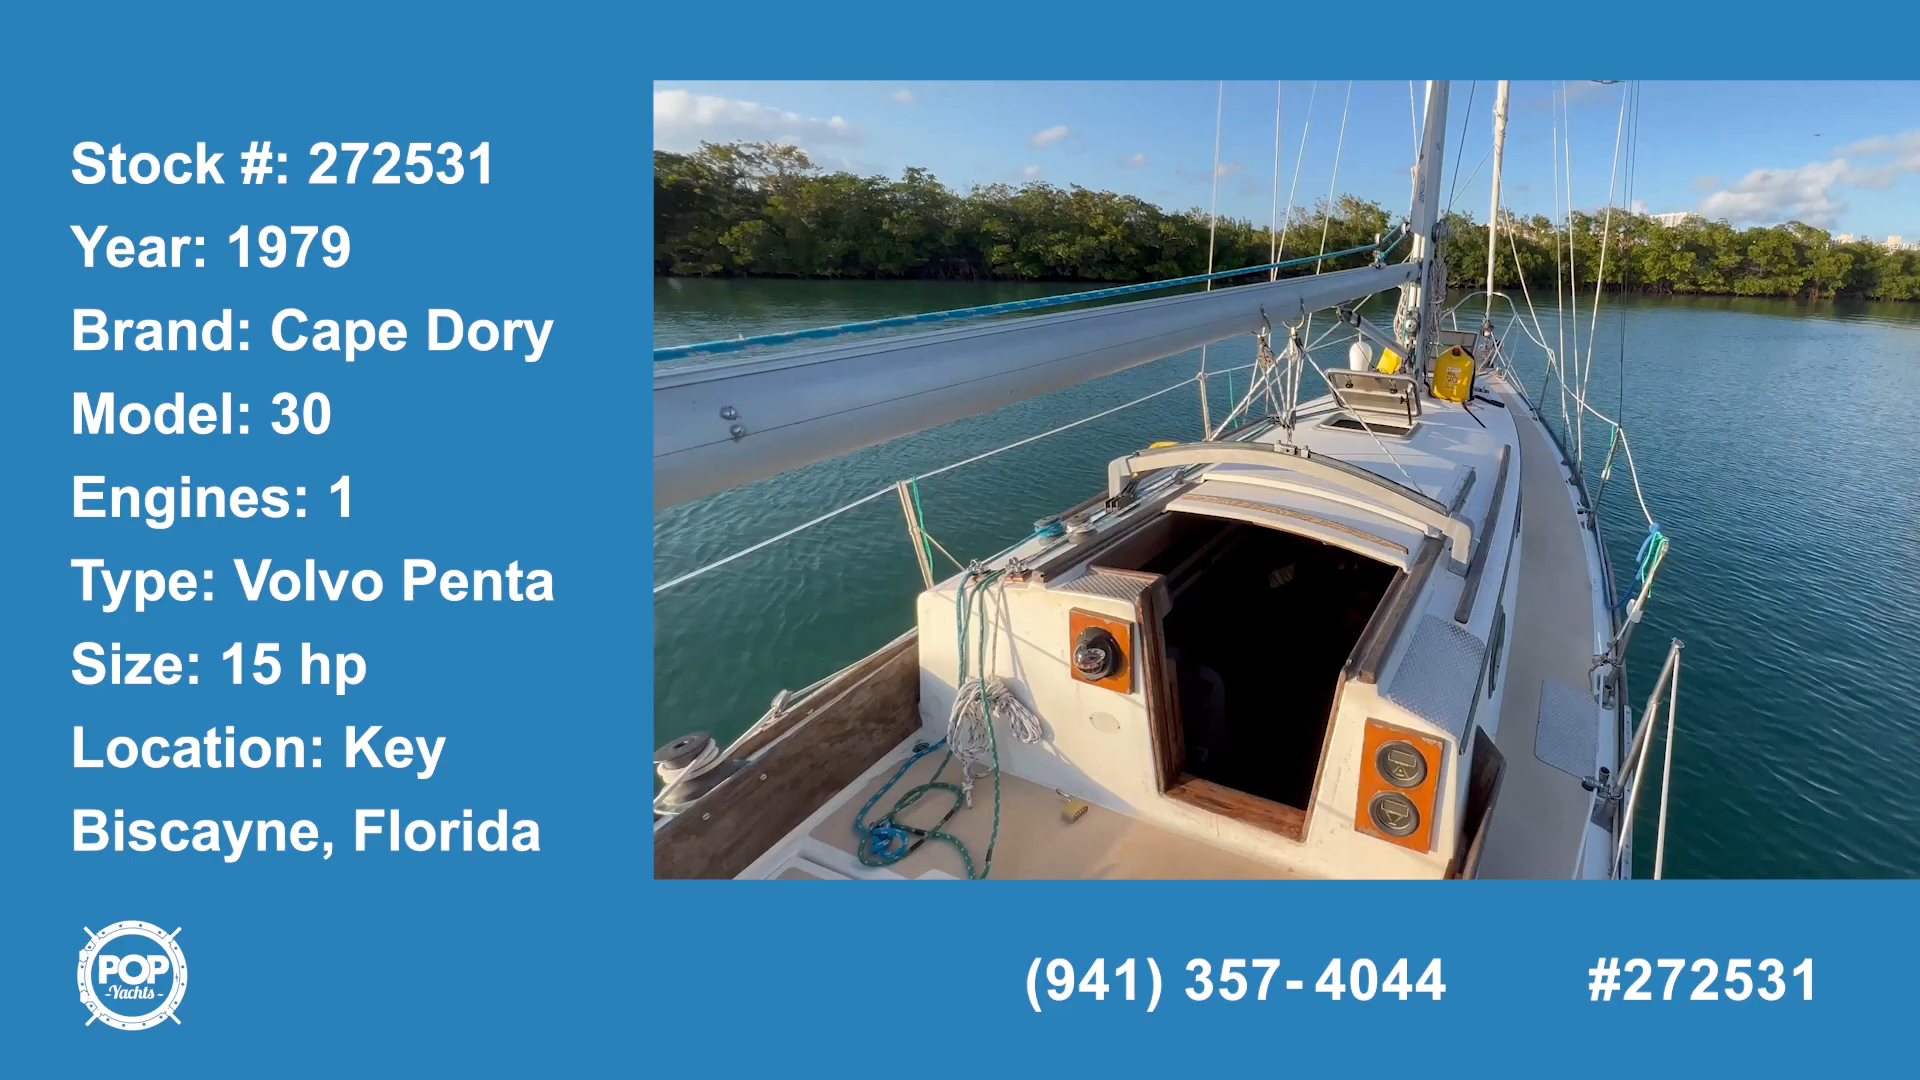 Stock #: 272531
Year: 1979
Brand: Cape Dory
Model: 30
Engines: 1
Type: Volvo Penta
Size: 15 hp
Location: Key
Biscayne, Florida
POP
-Yachts-
(941) 357-4044
#272531